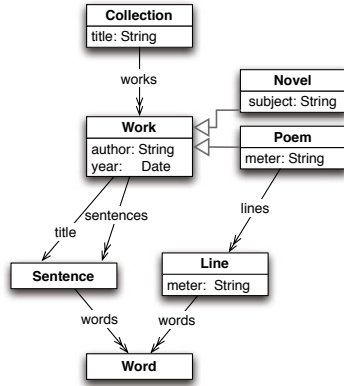 Collection
title: String
works
Novel
subject: String
Work
author: String
year: Date
Poem
meter: String
title
sentences
lines
Sentence
Line
meter: String
words
words
Word